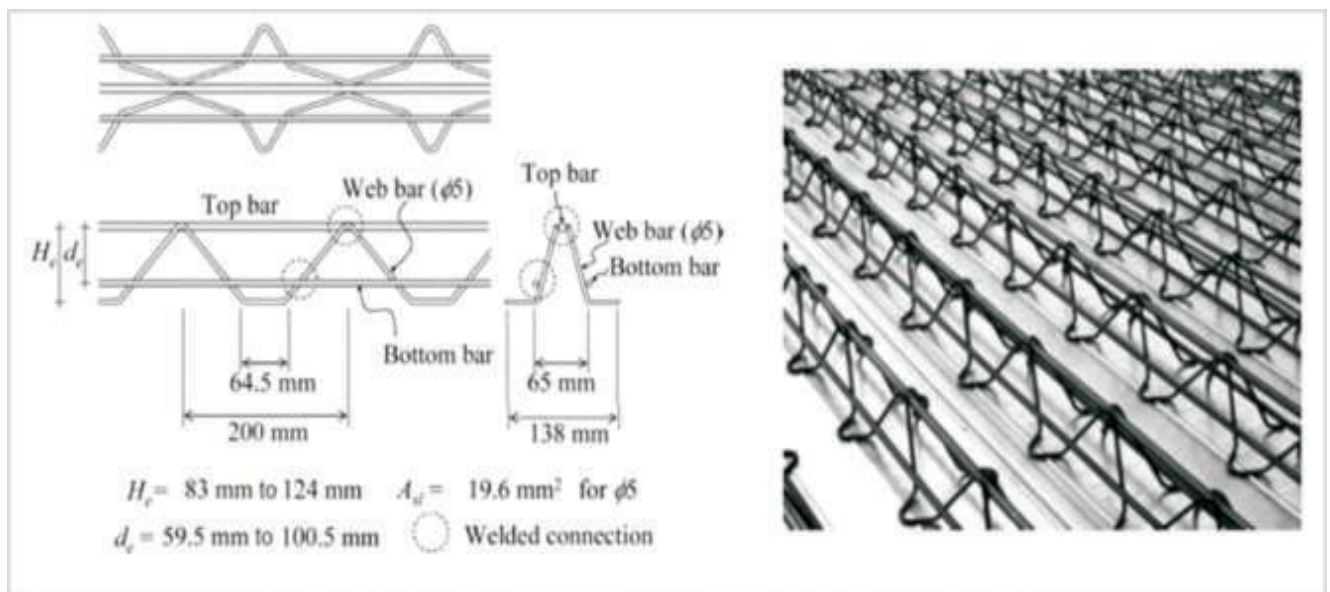 Top bar
Web bar (ϕ5)
Top bar
H_e d_e
Web bar (ϕ5)
Bottom bar
Bottom bar
64.5 mm
65 mm
200 mm
138 mm
H_e = 83 mm to 124 mm A_sl = 19.6 mm² for ϕ5
d_e = 59.5 mm to 100.5 mm Welded connection